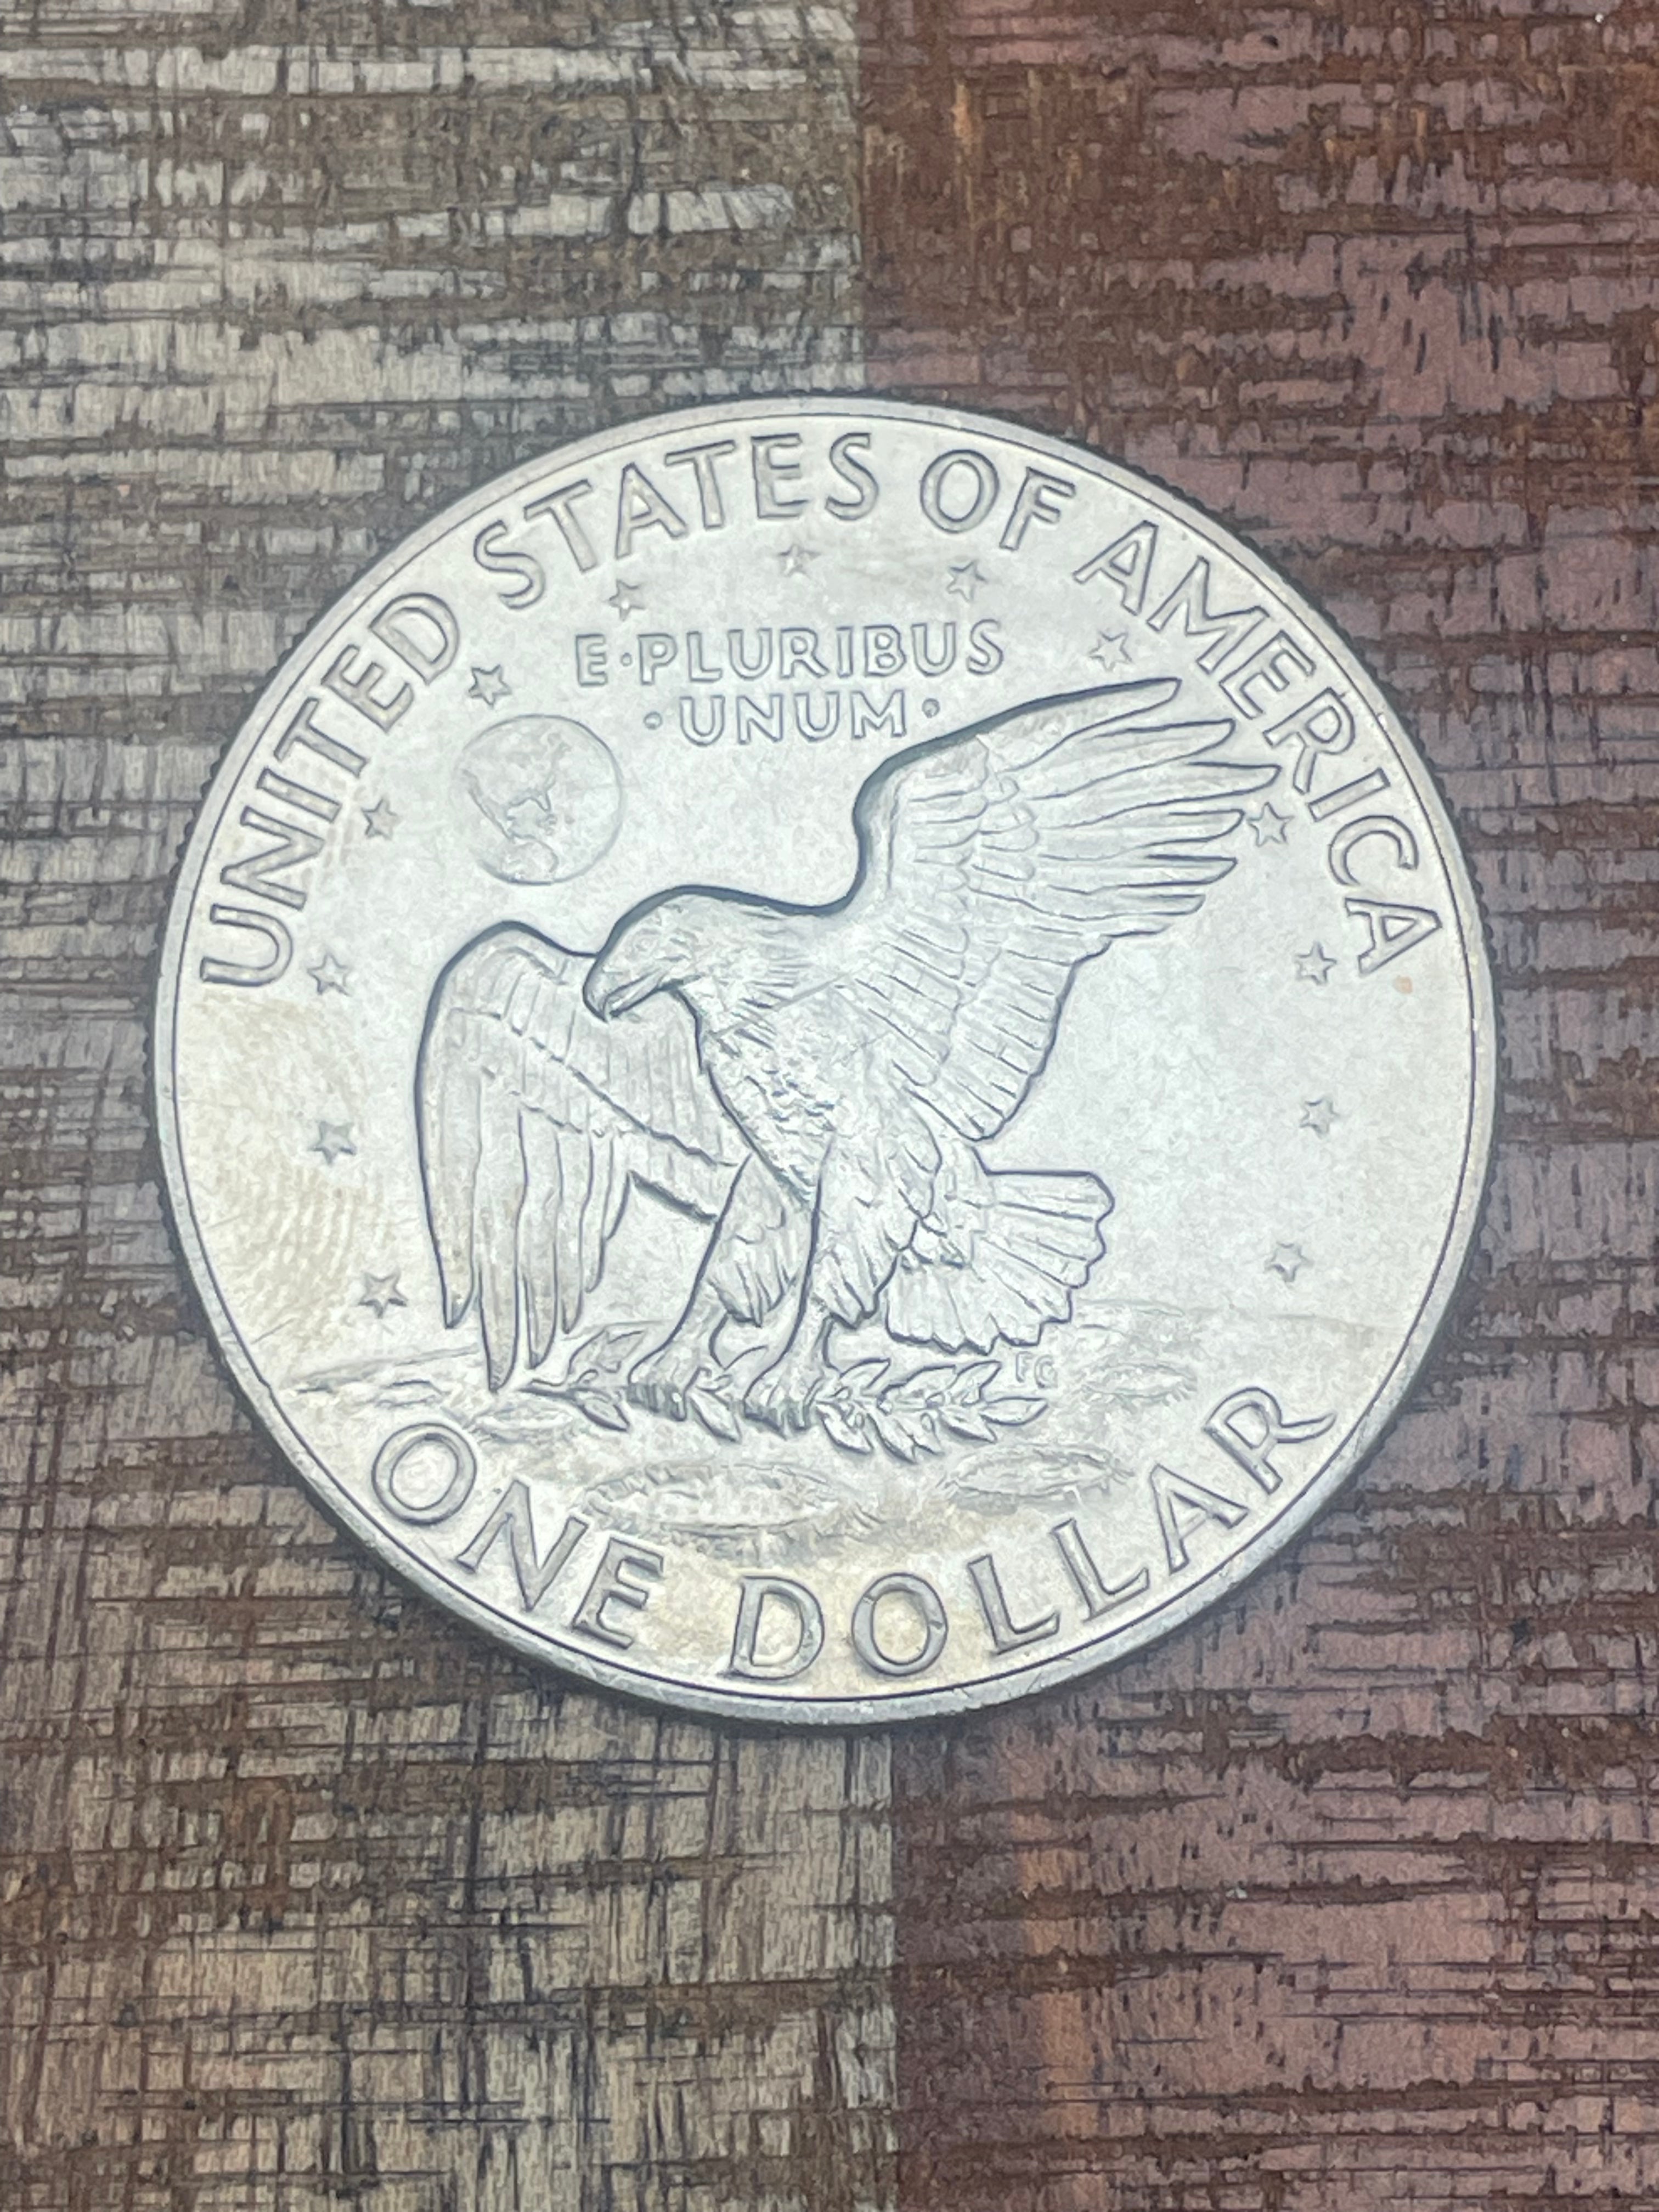 UNITED STATES OF AMERICA
E·PLURIBUS
·UNUM·
FG
ONE DOLLAR